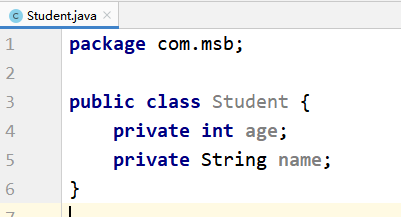 Student.java
1 package com.msb;
2
3 public class Student {
4     private int age;
5     private String name;
6 }
7